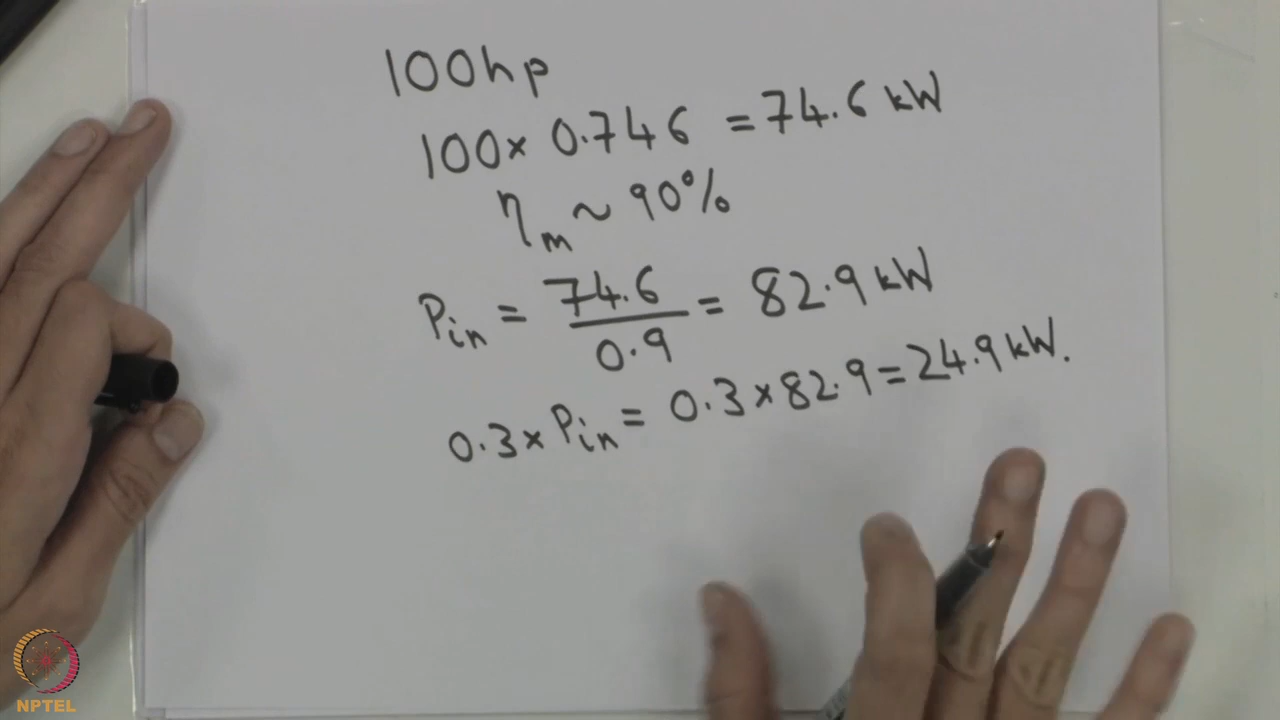 100hp
100 × 0.746 = 74.6 kW
η_m ~ 90%
P_in = 74.6/0.9 = 82.9 kW
0.3 × P_in = 0.3 × 82.9 = 24.9 kW.
NPTEL